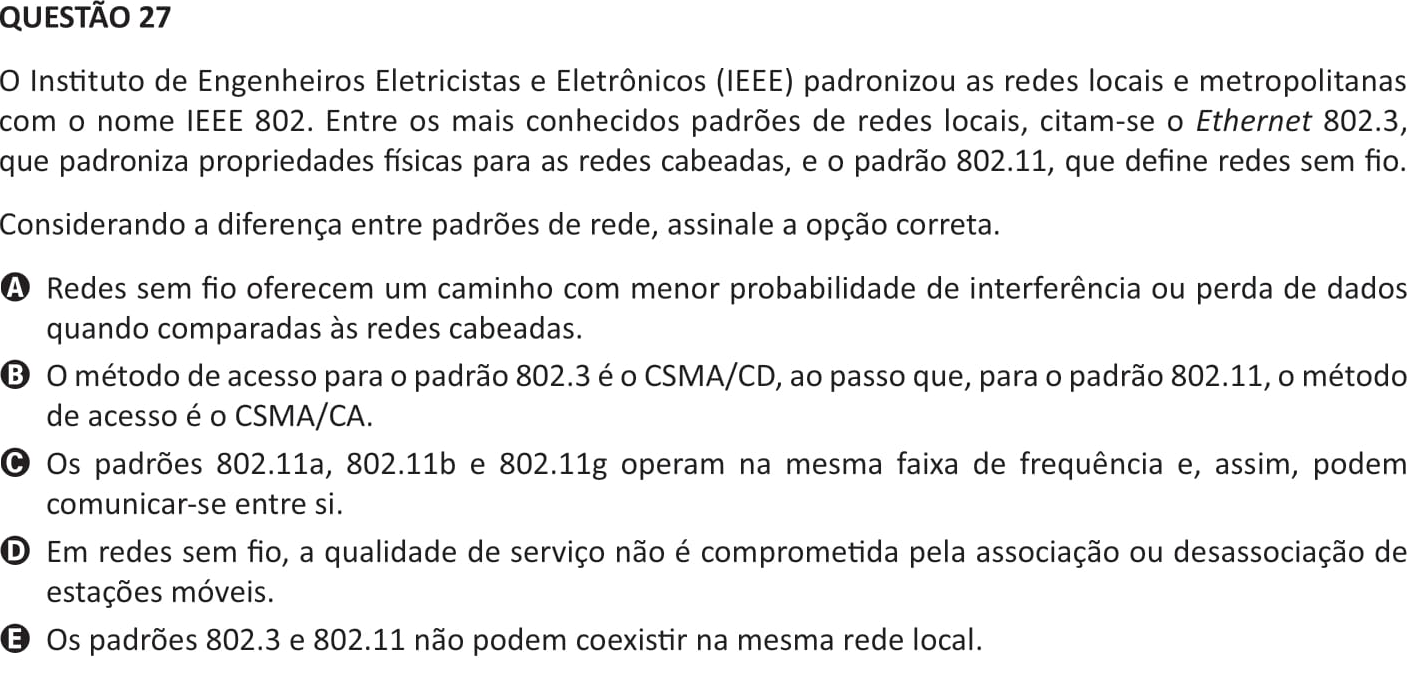 QUESTÃO 27
O Instituto de Engenheiros Eletricistas e Eletrônicos (IEEE) padronizou as redes locais e metropolitanas
com o nome IEEE 802. Entre os mais conhecidos padrões de redes locais, citam-se o Ethernet 802.3,
que padroniza propriedades físicas para as redes cabeadas, e o padrão 802.11, que define redes sem fio.
Considerando a diferença entre padrões de rede, assinale a opção correta.
A Redes sem fio oferecem um caminho com menor probabilidade de interferência ou perda de dados
quando comparadas às redes cabeadas.
B O método de acesso para o padrão 802.3 é o CSMA/CD, ao passo que, para o padrão 802.11, o método
de acesso é o CSMA/CA.
C Os padrões 802.11a, 802.11b e 802.11g operam na mesma faixa de frequência e, assim, podem
comunicar-se entre si.
D Em redes sem fio, a qualidade de serviço não é comprometida pela associação ou desassociação de
estações móveis.
E Os padrões 802.3 e 802.11 não podem coexistir na mesma rede local.